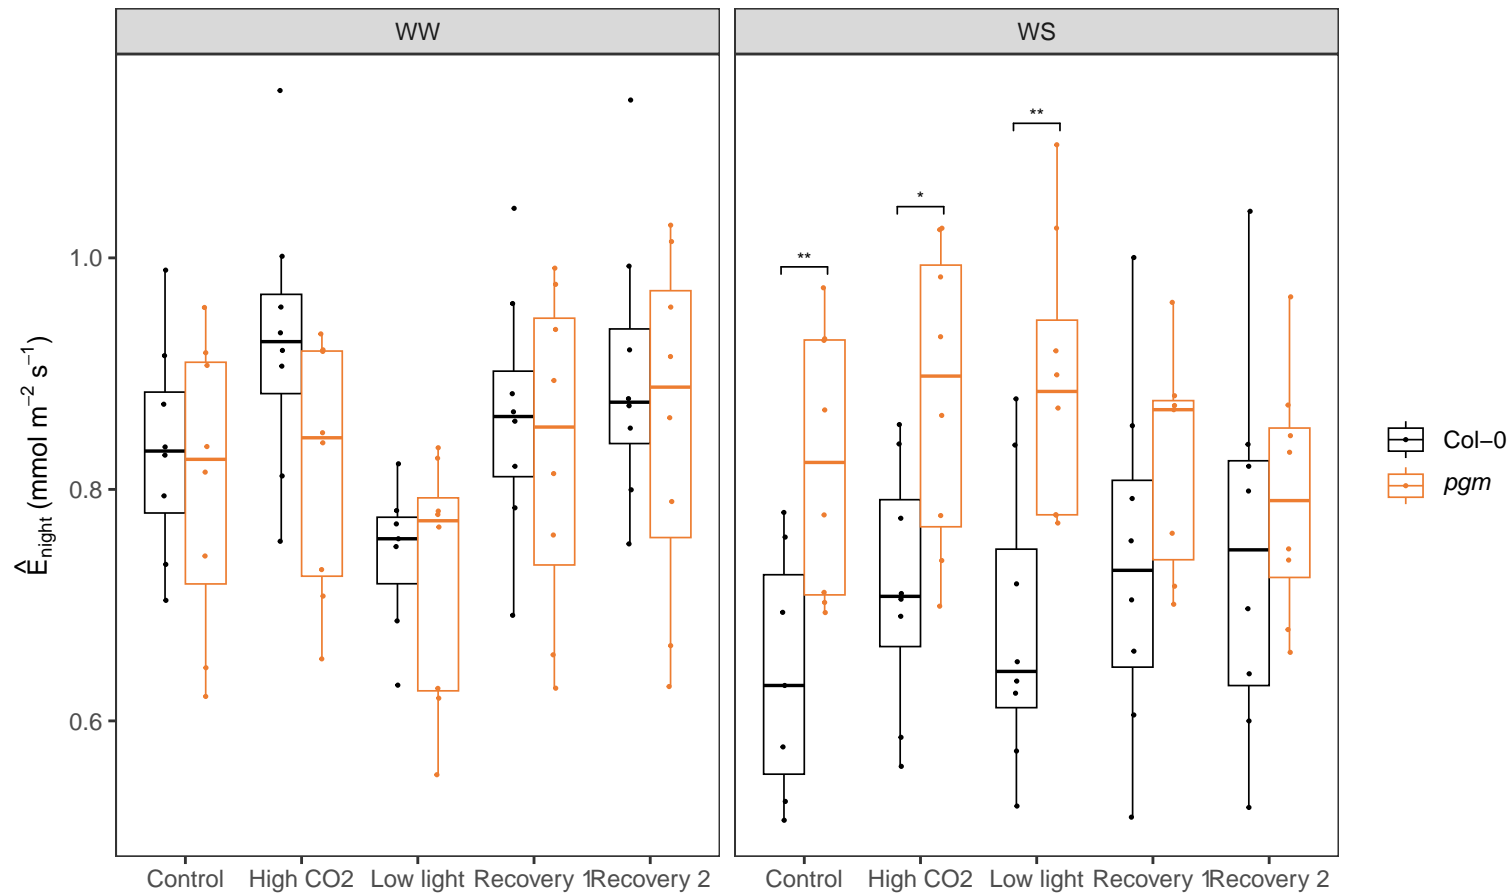 WW WS
** * **
Ê_night (mmol m⁻² s⁻¹)
1.0
0.8
0.6
Control High CO2 Low light Recovery 1 Recovery 2 Control High CO2 Low light Recovery 1 Recovery 2
Col−0
pgm